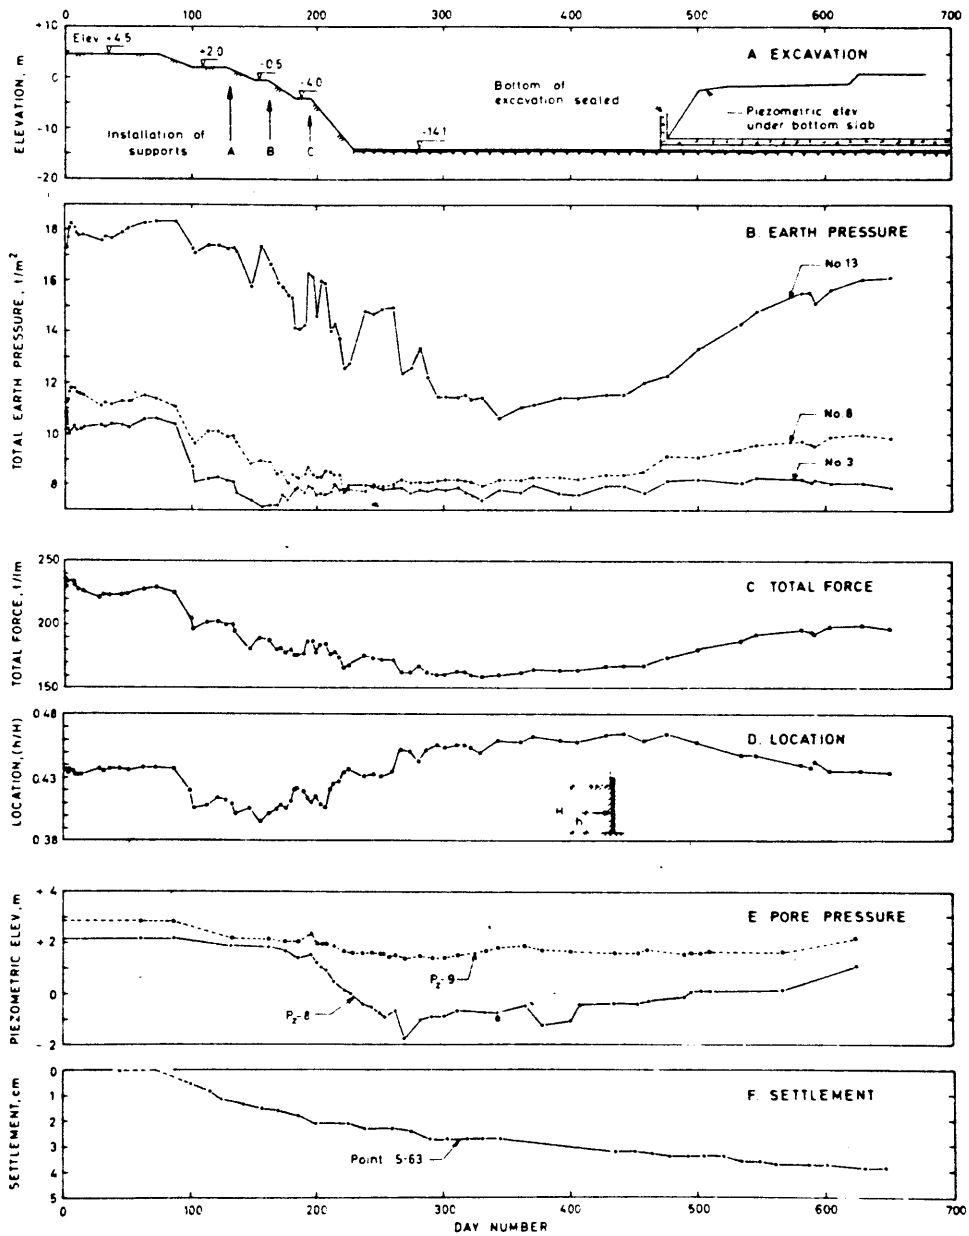 0 100 200 300 400 500 600 700
+10
0
-10
-20
ELEVATION, m
Elev +4.5
+2.0
-0.5
-4.0
-14.1
A EXCAVATION
Bottom of
excavation sealed
Piezometric elev
under bottom slab
Installation of
supports
A B C
18
16
14
12
10
8
TOTAL EARTH PRESSURE, t/m²
B. EARTH PRESSURE
No 13
No. 8
No 3
250
200
150
TOTAL FORCE, t/lm
C TOTAL FORCE
0.48
0.43
0.38
LOCATION, (h/H)
D. LOCATION
H
h
+4
+2
0
-2
PIEZOMETRIC ELEV, m
E PORE PRESSURE
Pz-9
Pz-8
0
1
2
3
4
5
SETTLEMENT, cm
F. SETTLEMENT
Point S-63
0 100 200 300 400 500 600 700
DAY NUMBER